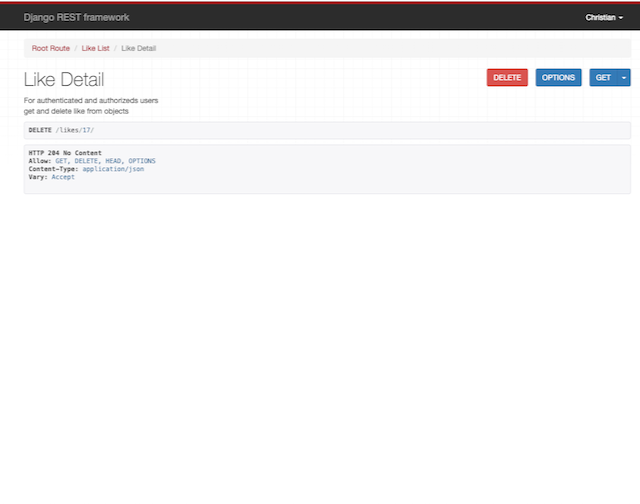 Django REST framework
Christian
Root Route / Like List / Like Detail
Like Detail
DELETE
OPTIONS
GET
For authenticated and authorizeds users
get and delete like from objects
DELETE /likes/17/
HTTP 204 No Content
Allow: GET, DELETE, HEAD, OPTIONS
Content-Type: application/json
Vary: Accept